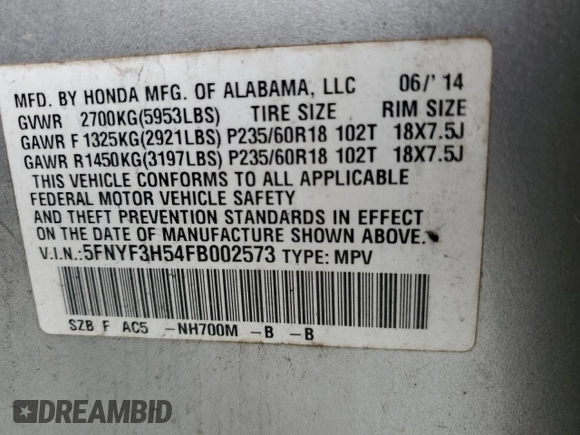 MFD. BY HONDA MFG. OF ALABAMA, LLC 06/' 14
GVWR 2700KG(5953LBS) TIRE SIZE RIM SIZE
GAWR F 1325KG(2921LBS) P235/60R18 102T 18X7.5J
GAWR R1450KG(3197LBS) P235/60R18 102T 18X7.5J
THIS VEHICLE CONFORMS TO ALL APPLICABLE
FEDERAL MOTOR VEHICLE SAFETY
AND THEFT PREVENTION STANDARDS IN EFFECT
ON THE DATE OF MANUFACTURE SHOWN ABOVE.
V.I.N.:5FNYF3H54FB002573 TYPE: MPV
SZB F AC5 -NH700M -B -B
DREAMBID